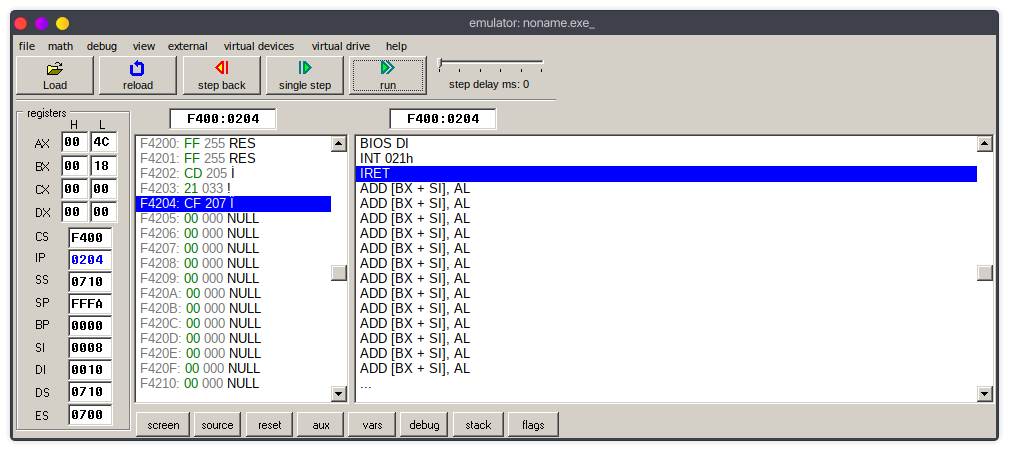 emulator: noname.exe_
file math debug view external virtual devices virtual drive help
Load reload step back single step run step delay ms: 0
registers
F400:0204 F400:0204
H L
AX 00 4C
BX 00 18
CX 00 00
DX 00 00
CS F400
IP 0204
SS 0710
SP FFFA
BP 0000
SI 0008
DI 0010
DS 0710
ES 0700
F4200: FF 255 RES
F4201: FF 255 RES
F4202: CD 205 İ
F4203: 21 033 !
F4204: CF 207 I
F4205: 00 000 NULL
F4206: 00 000 NULL
F4207: 00 000 NULL
F4208: 00 000 NULL
F4209: 00 000 NULL
F420A: 00 000 NULL
F420B: 00 000 NULL
F420C: 00 000 NULL
F420D: 00 000 NULL
F420E: 00 000 NULL
F420F: 00 000 NULL
F4210: 00 000 NULL
BIOS DI
INT 021h
IRET
ADD [BX + SI], AL
ADD [BX + SI], AL
ADD [BX + SI], AL
ADD [BX + SI], AL
ADD [BX + SI], AL
ADD [BX + SI], AL
ADD [BX + SI], AL
ADD [BX + SI], AL
ADD [BX + SI], AL
ADD [BX + SI], AL
ADD [BX + SI], AL
ADD [BX + SI], AL
ADD [BX + SI], AL
...
screen source reset aux vars debug stack flags